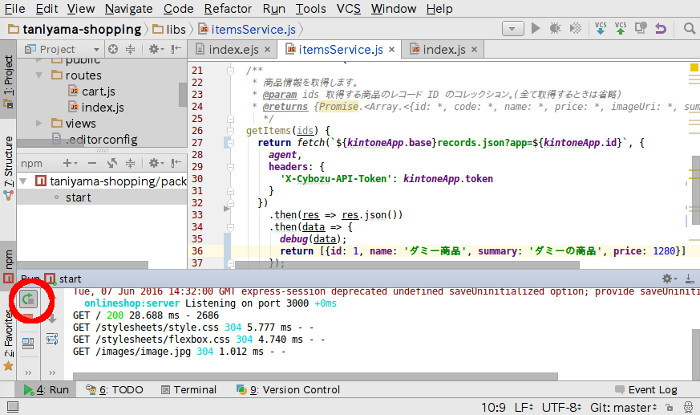 File Edit View Navigate Code Refactor Run Tools VCS Window Help
taniyama-shopping libs itemsService.js
VCS VCS
Project
index.ejs itemsService.js index.js
routes
cart.js
index.js
views
.editorconfig
npm
taniyama-shopping/pack
start
1: Project
7: Structure
npm
2: Favorites
21 /**
22 * 商品情報を取得します。
23 * @param ids 取得する商品のレコード ID のコレクション。(全て取得するときは省略)
24 * @returns {Promise.<Array.<{id: *, code: *, name: *, price: *, imageUri: *, sum
25 */
26 getItems(ids) {
27 return fetch(`${kintoneApp.base}records.json?app=${kintoneApp.id}`, {
28 agent,
29 headers: {
30 'X-Cybozu-API-Token': kintoneApp.token
31 }
32 })
33 .then(res => res.json())
34 .then(data => {
35 debug(data);
36 return [{id: 1, name: 'ダミー商品', summary: 'ダミーの商品', price: 1280}]
37 });
Run start
Tue, 07 Jun 2016 14:32:00 GMT express-session deprecated undefined saveUninitialized option; provide saveUniniti
onlineshop:server Listening on port 3000 +0ms
GET / 200 28.688 ms - 2686
GET /stylesheets/style.css 304 5.777 ms - -
GET /stylesheets/flexbox.css 304 4.740 ms - -
GET /images/image.jpg 304 1.012 ms - -
4: Run 6: TODO Terminal 9: Version Control Event Log
10:9 LF÷ UTF-8÷ Git: master÷